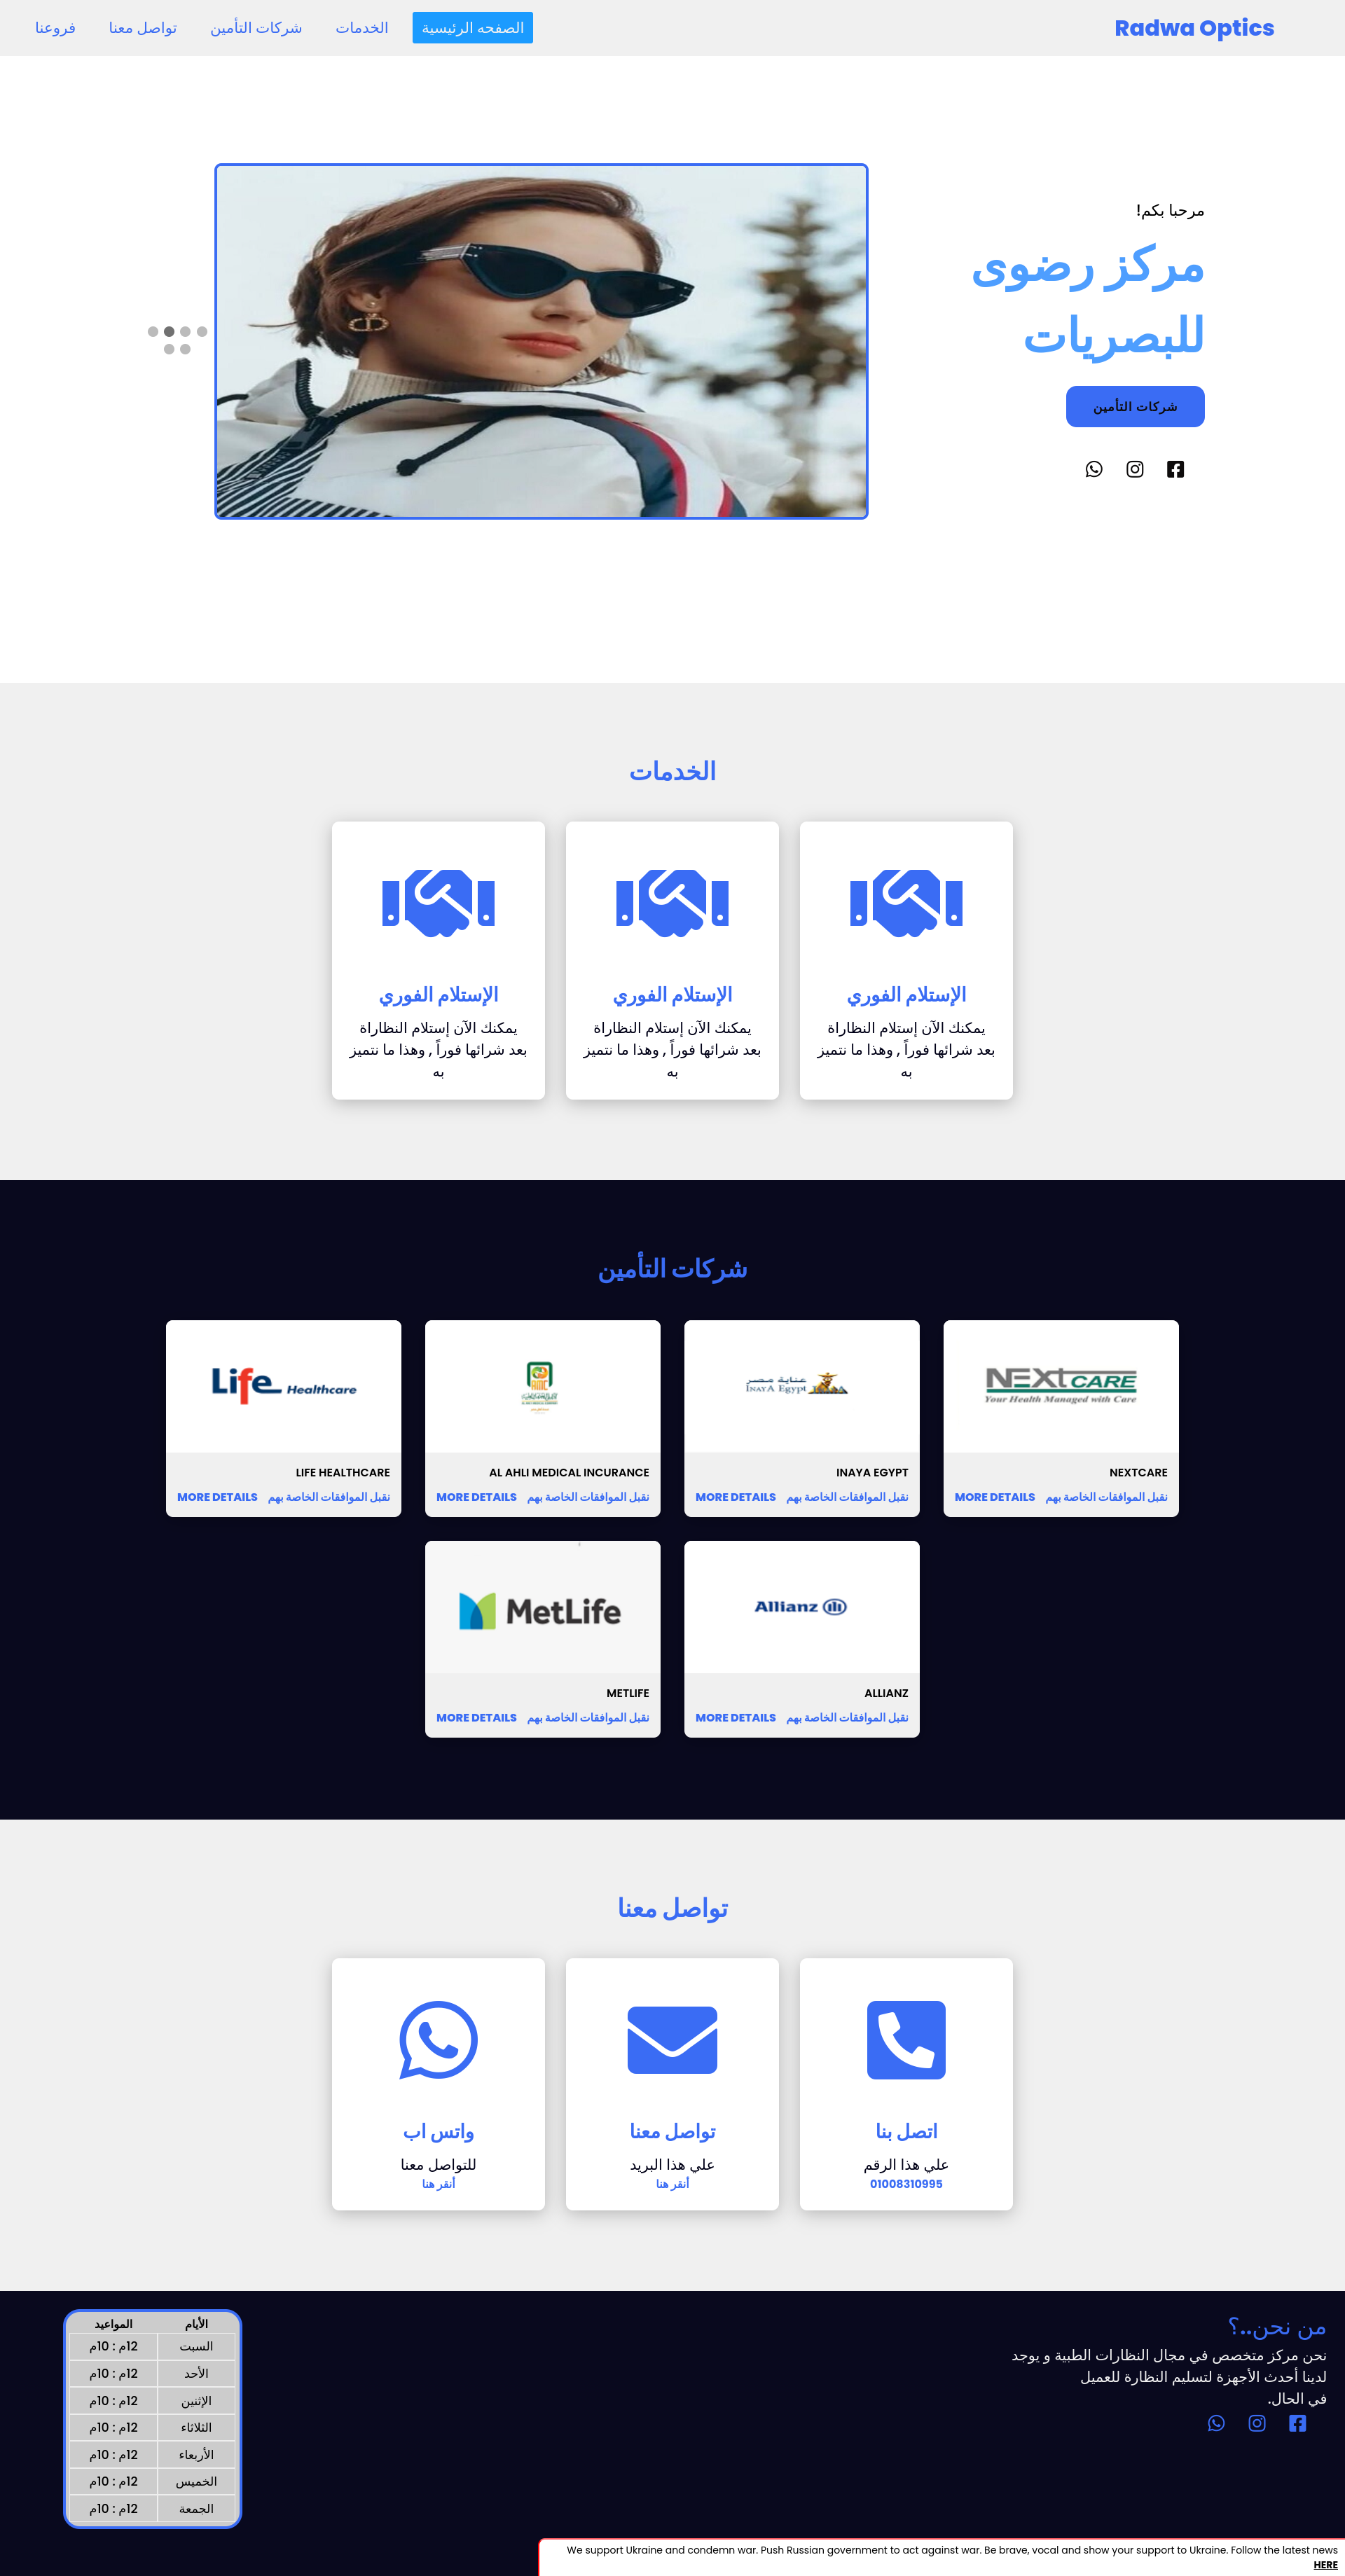 Radwa Optics
الصفحه الرئيسية
الخدمات
شركات التأمين
تواصل معنا
فروعنا
مرحبا بكم!
مركز رضوى
للبصريات
شركات التأمين
الخدمات
الإستلام الفوري
يمكنك الآن إستلام النظاراة
بعد شرائها فوراً , وهذا ما نتميز
به
الإستلام الفوري
يمكنك الآن إستلام النظاراة
بعد شرائها فوراً , وهذا ما نتميز
به
الإستلام الفوري
يمكنك الآن إستلام النظاراة
بعد شرائها فوراً , وهذا ما نتميز
به
شركات التأمين
NEXtCARE
Your Health Managed with Care
NEXTCARE
نقبل الموافقات الخاصة بهم MORE DETAILS
عناية مصر
INAYA Egypt
INAYA EGYPT
نقبل الموافقات الخاصة بهم MORE DETAILS
AMC
AL AHLI MEDICAL INCURANCE
نقبل الموافقات الخاصة بهم MORE DETAILS
Life Healthcare
LIFE HEALTHCARE
نقبل الموافقات الخاصة بهم MORE DETAILS
Allianz
ALLIANZ
نقبل الموافقات الخاصة بهم MORE DETAILS
MetLife
METLIFE
نقبل الموافقات الخاصة بهم MORE DETAILS
تواصل معنا
اتصل بنا
علي هذا الرقم
01008310995
تواصل معنا
علي هذا البريد
أنقر هنا
واتس اب
للتواصل معنا
أنقر هنا
من نحن..؟
نحن مركز متخصص في مجال النظارات الطبية و يوجد
لدينا أحدث الأجهزة لتسليم النظارة للعميل
في الحال.
الأيام المواعيد
السبت 12م : 10م
الأحد 12م : 10م
الإثنين 12م : 10م
الثلاثاء 12م : 10م
الأربعاء 12م : 10م
الخميس 12م : 10م
الجمعة 12م : 10م
We support Ukraine and condemn war. Push Russian government to act against war. Be brave, vocal and show your support to Ukraine. Follow the latest news
HERE